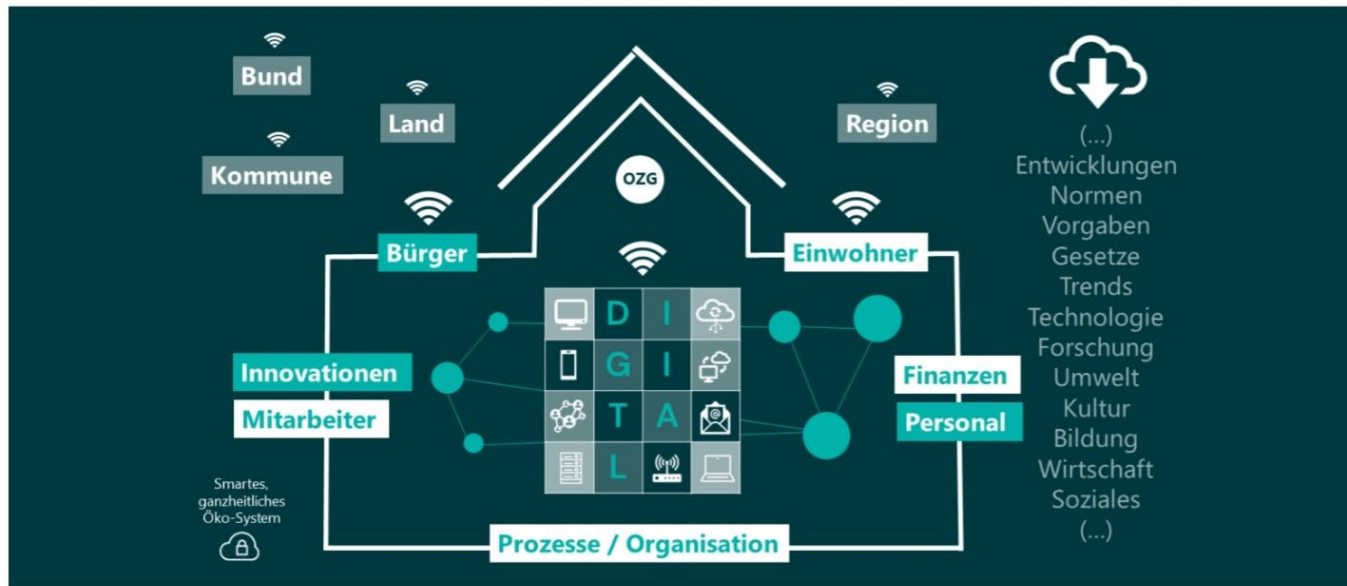 Bund
Land
Region
Kommune
OZG
Bürger
Einwohner
D I
G I
T A
L
Innovationen
Mitarbeiter
Finanzen
Personal
Smartes,
ganzheitliches
Öko-System
Prozesse / Organisation
(...)
Entwicklungen
Normen
Vorgaben
Gesetze
Trends
Technologie
Forschung
Umwelt
Kultur
Bildung
Wirtschaft
Soziales
(...)